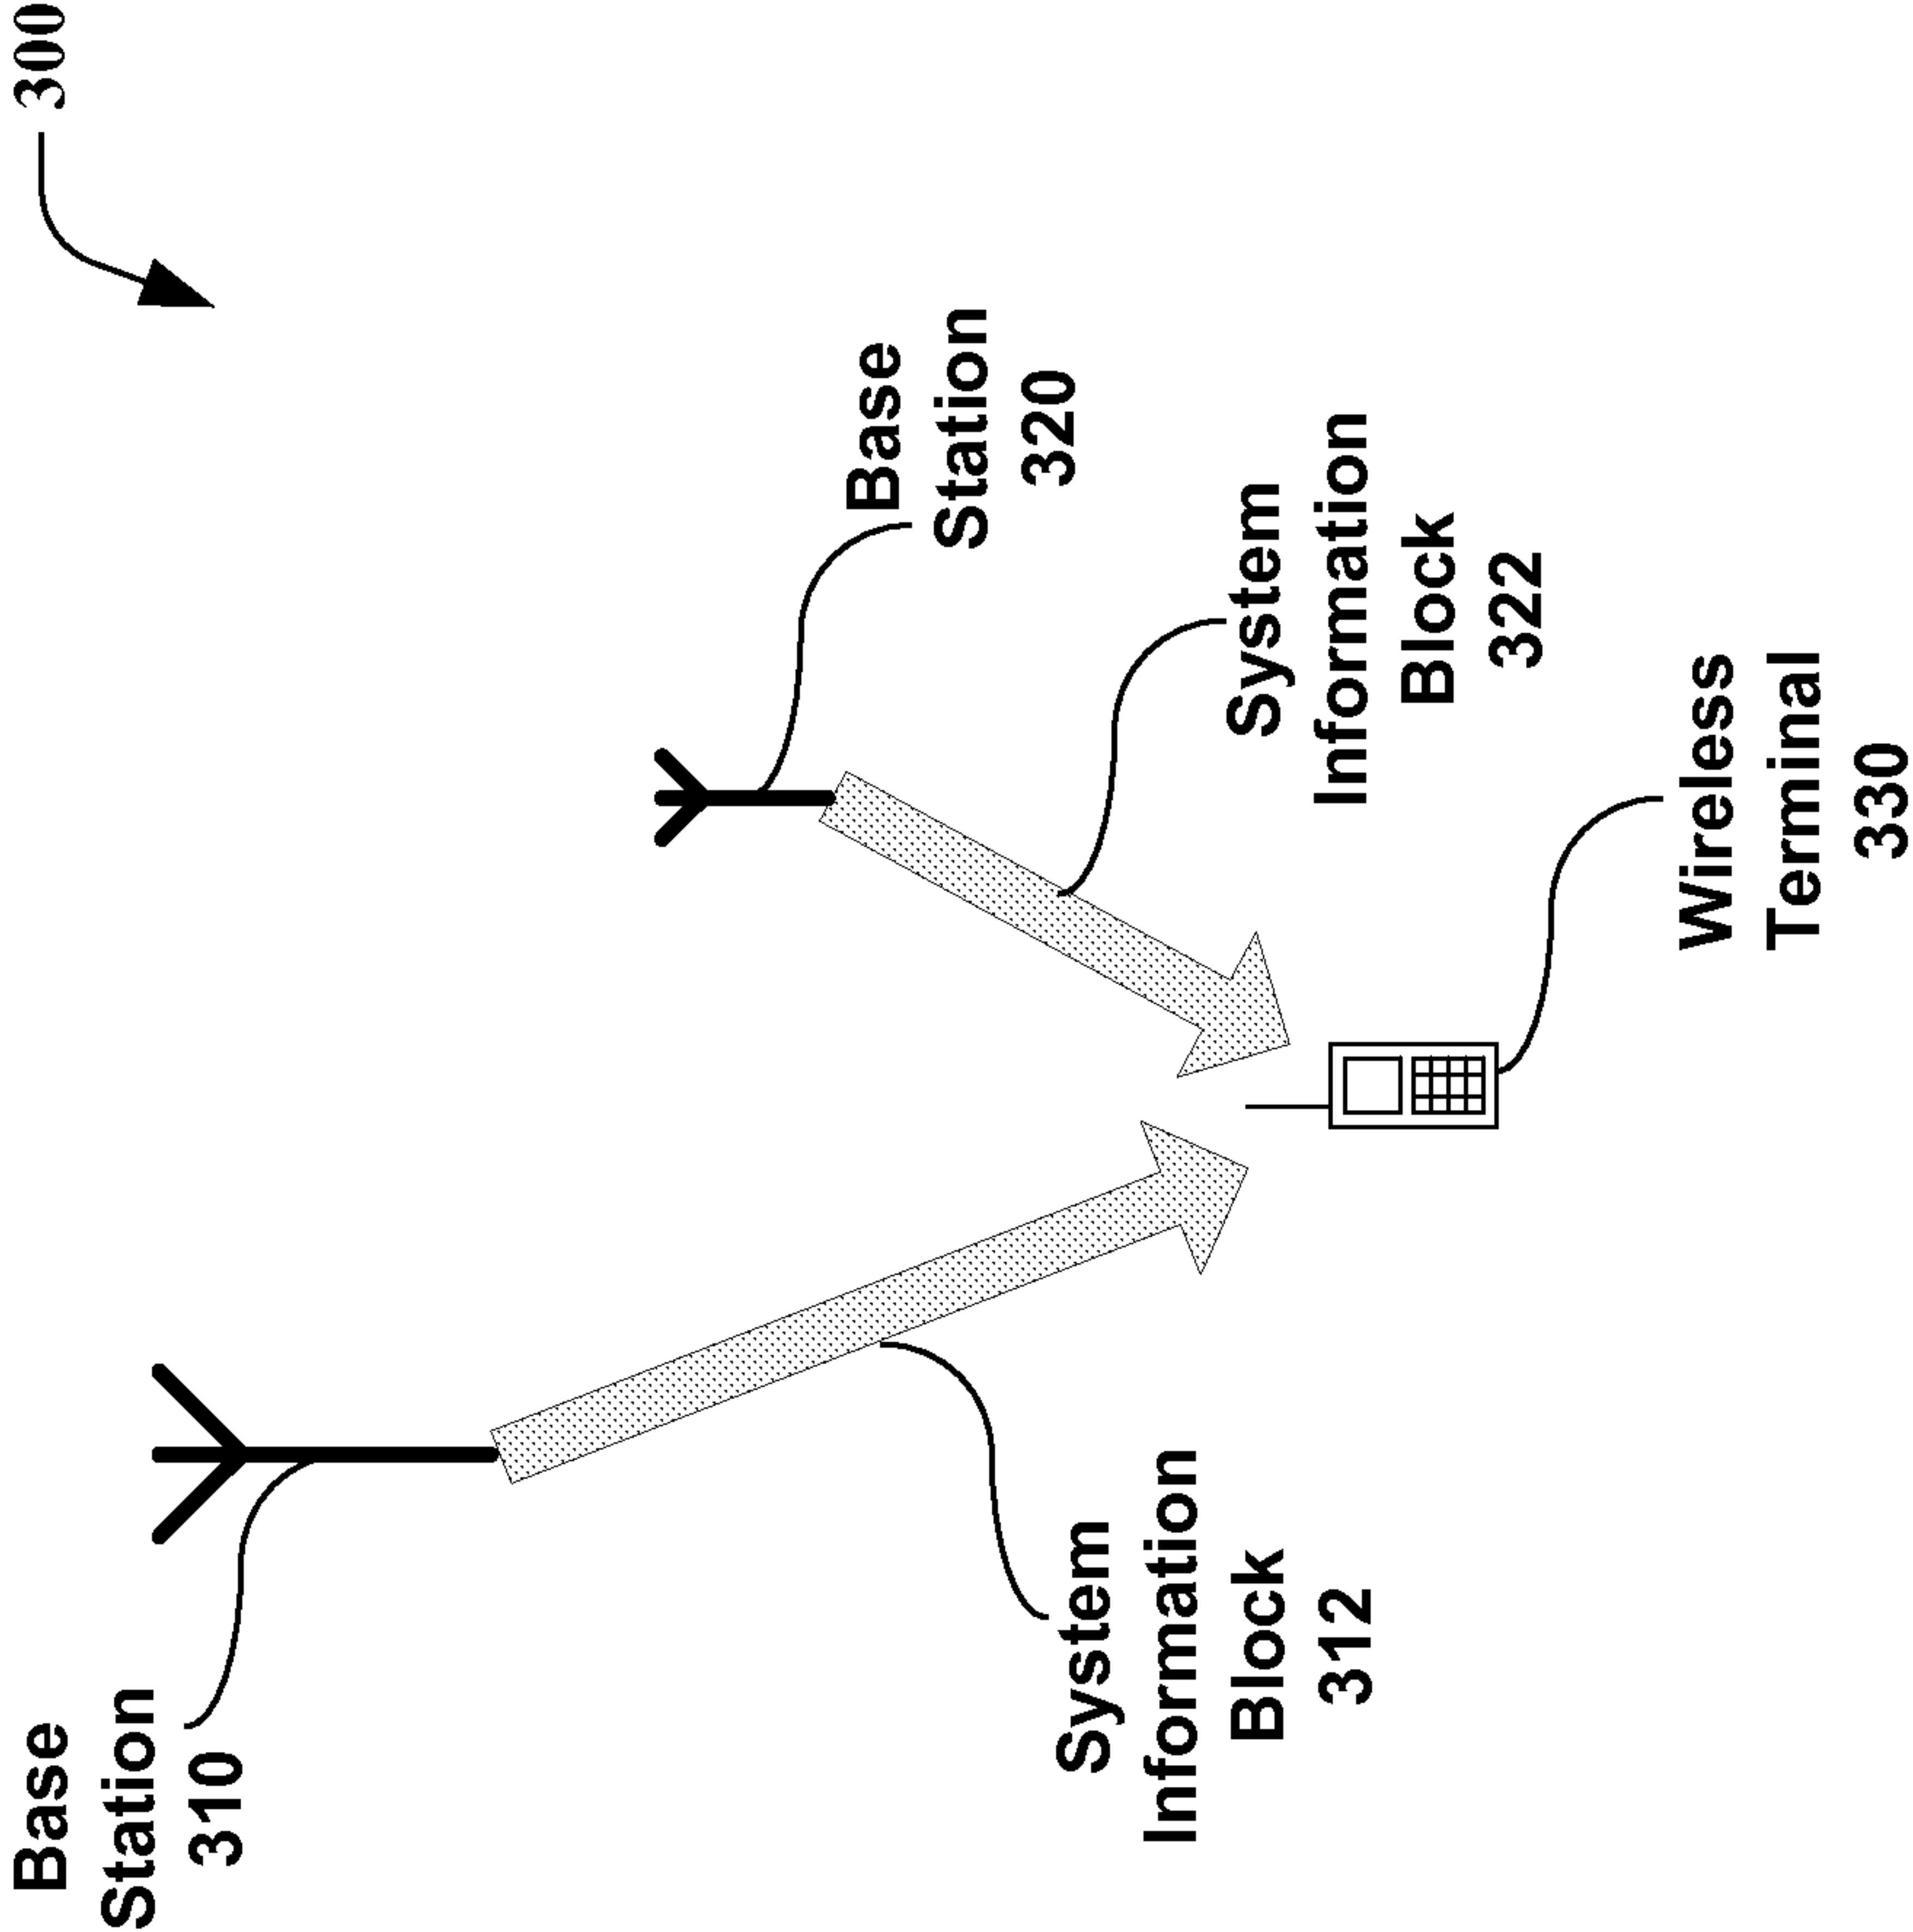 300
Base
Station
310
Base
Station
320
System
Information
Block
312
System
Information
Block
322
Wireless
Terminal
330